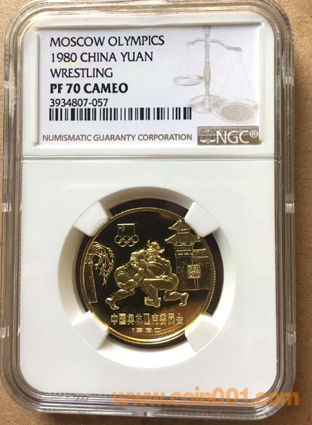 MOSCOW OLYMPICS
1980 CHINA YUAN
WRESTLING
PF 70 CAMEO
3934807-057
NUMISMATIC GUARANTY CORPORATION
NGC®
中国奥林匹克委员会
1980
www.coin001.com